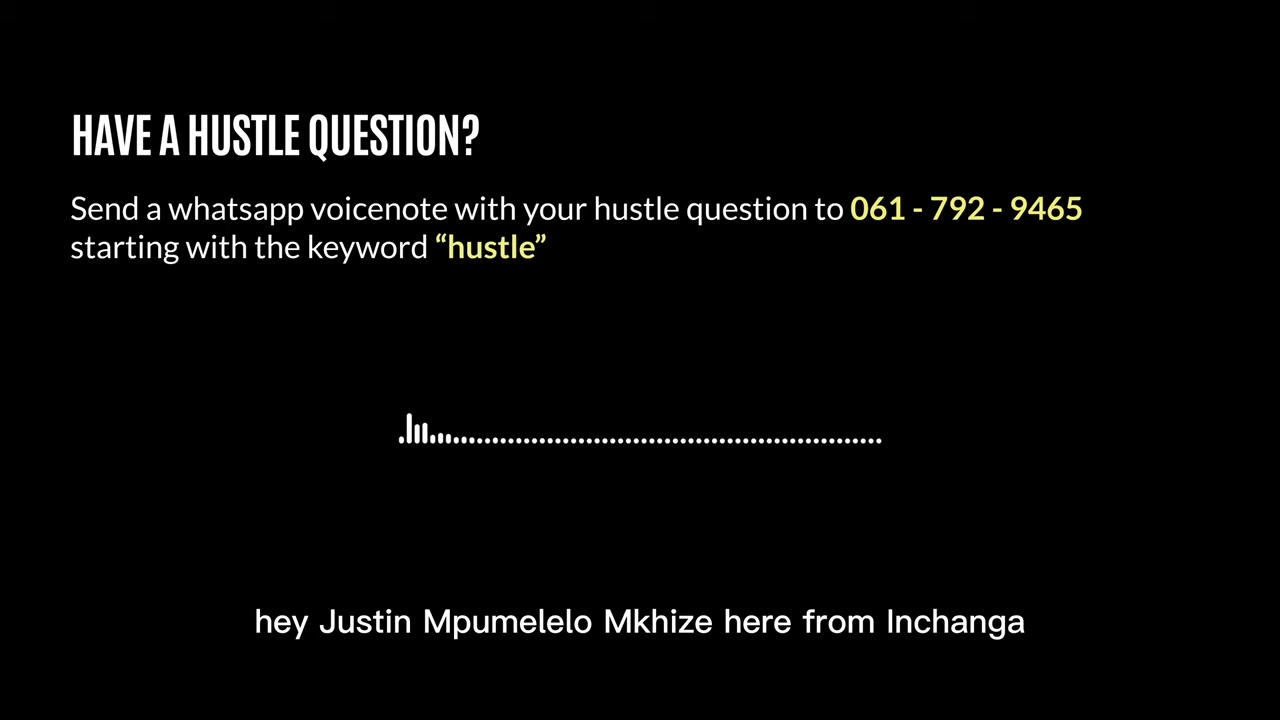 HAVE A HUSTLE QUESTION?
Send a whatsapp voicenote with your hustle question to 061 - 792 - 9465
starting with the keyword “hustle”
hey Justin Mpumelelo Mkhize here from Inchanga